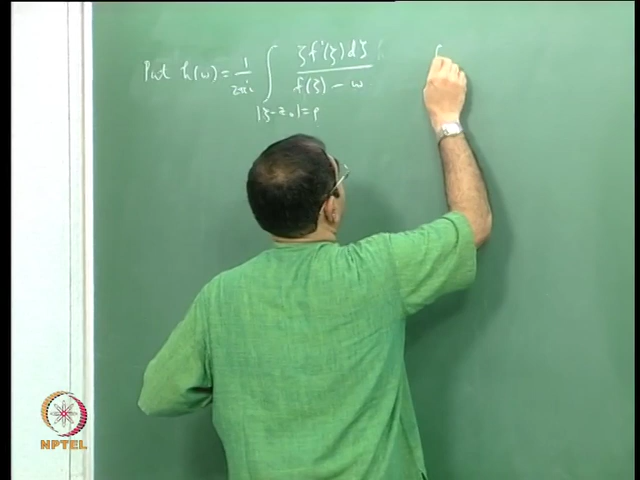 Put h(w) = 1/2πi ∫_{|ζ-z₀|=ρ} ζf'(ζ)dζ / f(ζ) - w
NPTEL